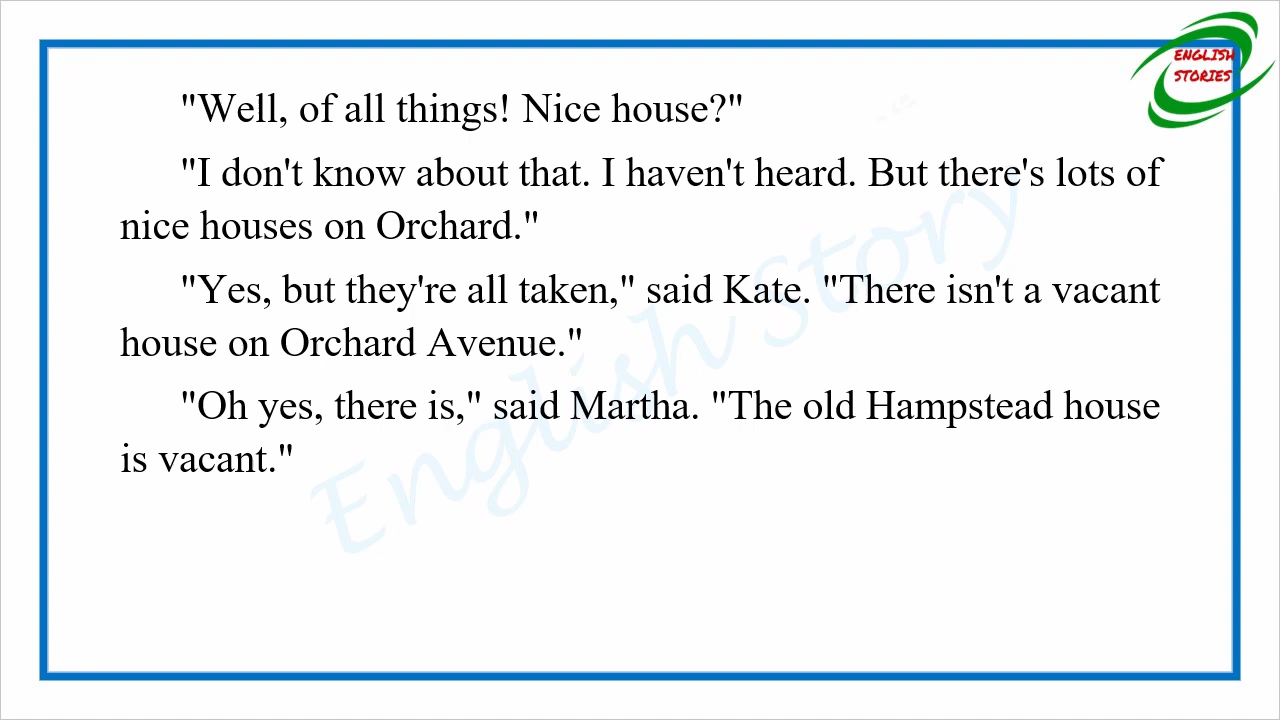 ENGLISH
STORIES
"Well, of all things! Nice house?"
"I don't know about that. I haven't heard. But there's lots of
nice houses on Orchard."
"Yes, but they're all taken," said Kate. "There isn't a vacant
house on Orchard Avenue."
"Oh yes, there is," said Martha. "The old Hampstead house
is vacant."
English Story